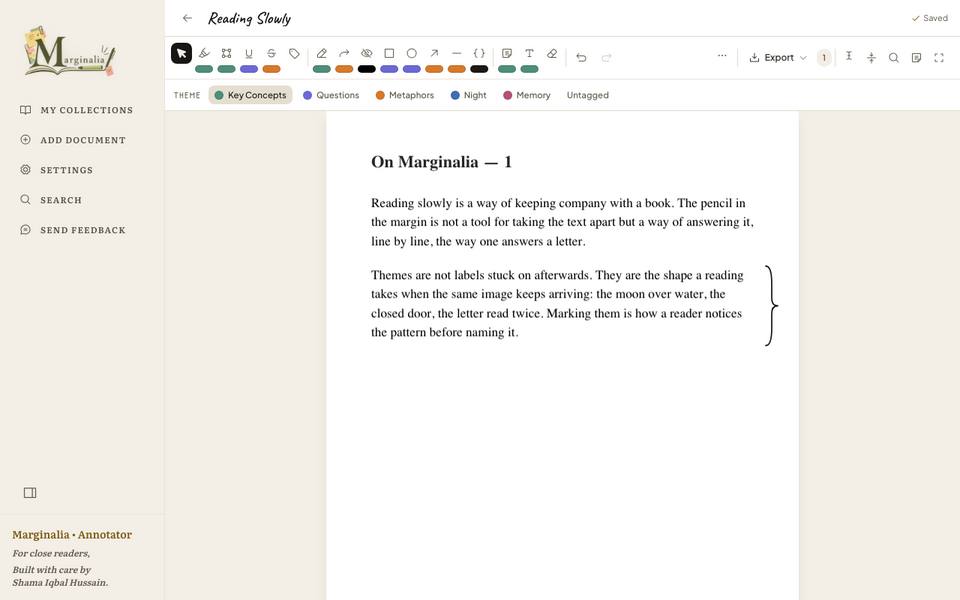 Marginalia
MY COLLECTIONS
ADD DOCUMENT
SETTINGS
SEARCH
SEND FEEDBACK
Marginalia • Annotator
For close readers,
Built with care by
Shama Iqbal Hussain.
Reading Slowly
Saved
Export
1
THEME
Key Concepts
Questions
Metaphors
Night
Memory
Untagged
On Marginalia — 1
Reading slowly is a way of keeping company with a book. The pencil in
the margin is not a tool for taking the text apart but a way of answering it,
line by line, the way one answers a letter.
Themes are not labels stuck on afterwards. They are the shape a reading
takes when the same image keeps arriving: the moon over water, the
closed door, the letter read twice. Marking them is how a reader notices
the pattern before naming it.